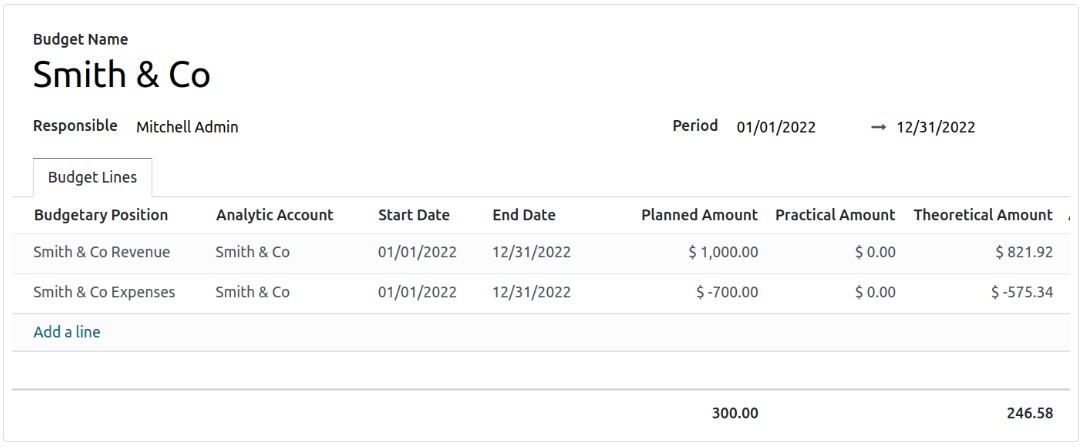 Budget Name
Smith & Co
Responsible Mitchell Admin Period 01/01/2022 → 12/31/2022
Budget Lines
Budgetary Position Analytic Account Start Date End Date Planned Amount Practical Amount Theoretical Amount
Smith & Co Revenue Smith & Co 01/01/2022 12/31/2022 $ 1,000.00 $ 0.00 $ 821.92
Smith & Co Expenses Smith & Co 01/01/2022 12/31/2022 $ -700.00 $ 0.00 $ -575.34
Add a line
300.00 246.58